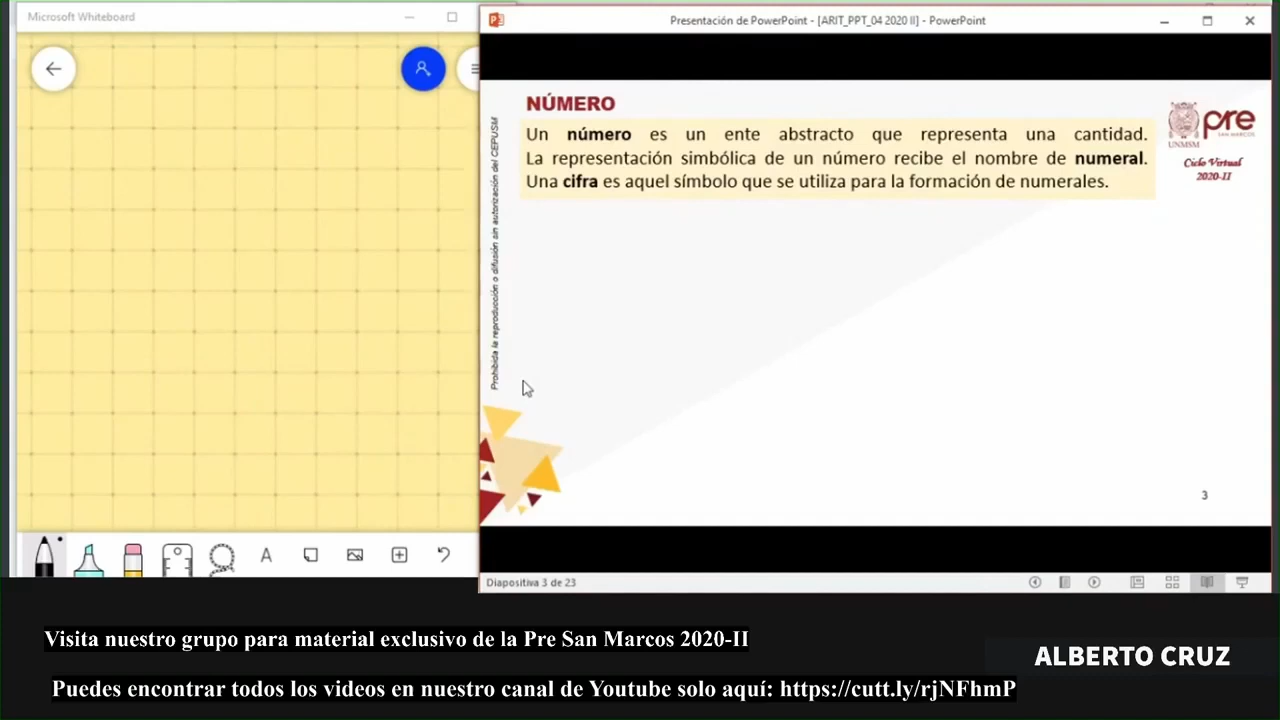 Microsoft Whiteboard
Presentación de PowerPoint - [ARIT_PPT_04 2020 II] - PowerPoint
NÚMERO
Un número es un ente abstracto que representa una cantidad.
La representación simbólica de un número recibe el nombre de numeral.
Una cifra es aquel símbolo que se utiliza para la formación de numerales.
pre
SAN MARCOS
UNMSM
Ciclo Virtual
2020-II
Prohibida la reproducción o difusión sin autorización del CEPUSM
3
A
Diapositiva 3 de 23
Visita nuestro grupo para material exclusivo de la Pre San Marcos 2020-II
ALBERTO CRUZ
Puedes encontrar todos los videos en nuestro canal de Youtube solo aquí: https://cutt.ly/rjNFhmP